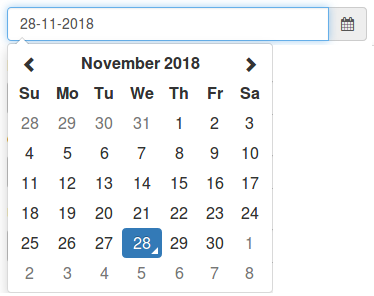 28-11-2018
November 2018
Su Mo Tu We Th Fr Sa
28 29 30 31 1 2 3
4 5 6 7 8 9 10
11 12 13 14 15 16 17
18 19 20 21 22 23 24
25 26 27 28 29 30 1
2 3 4 5 6 7 8